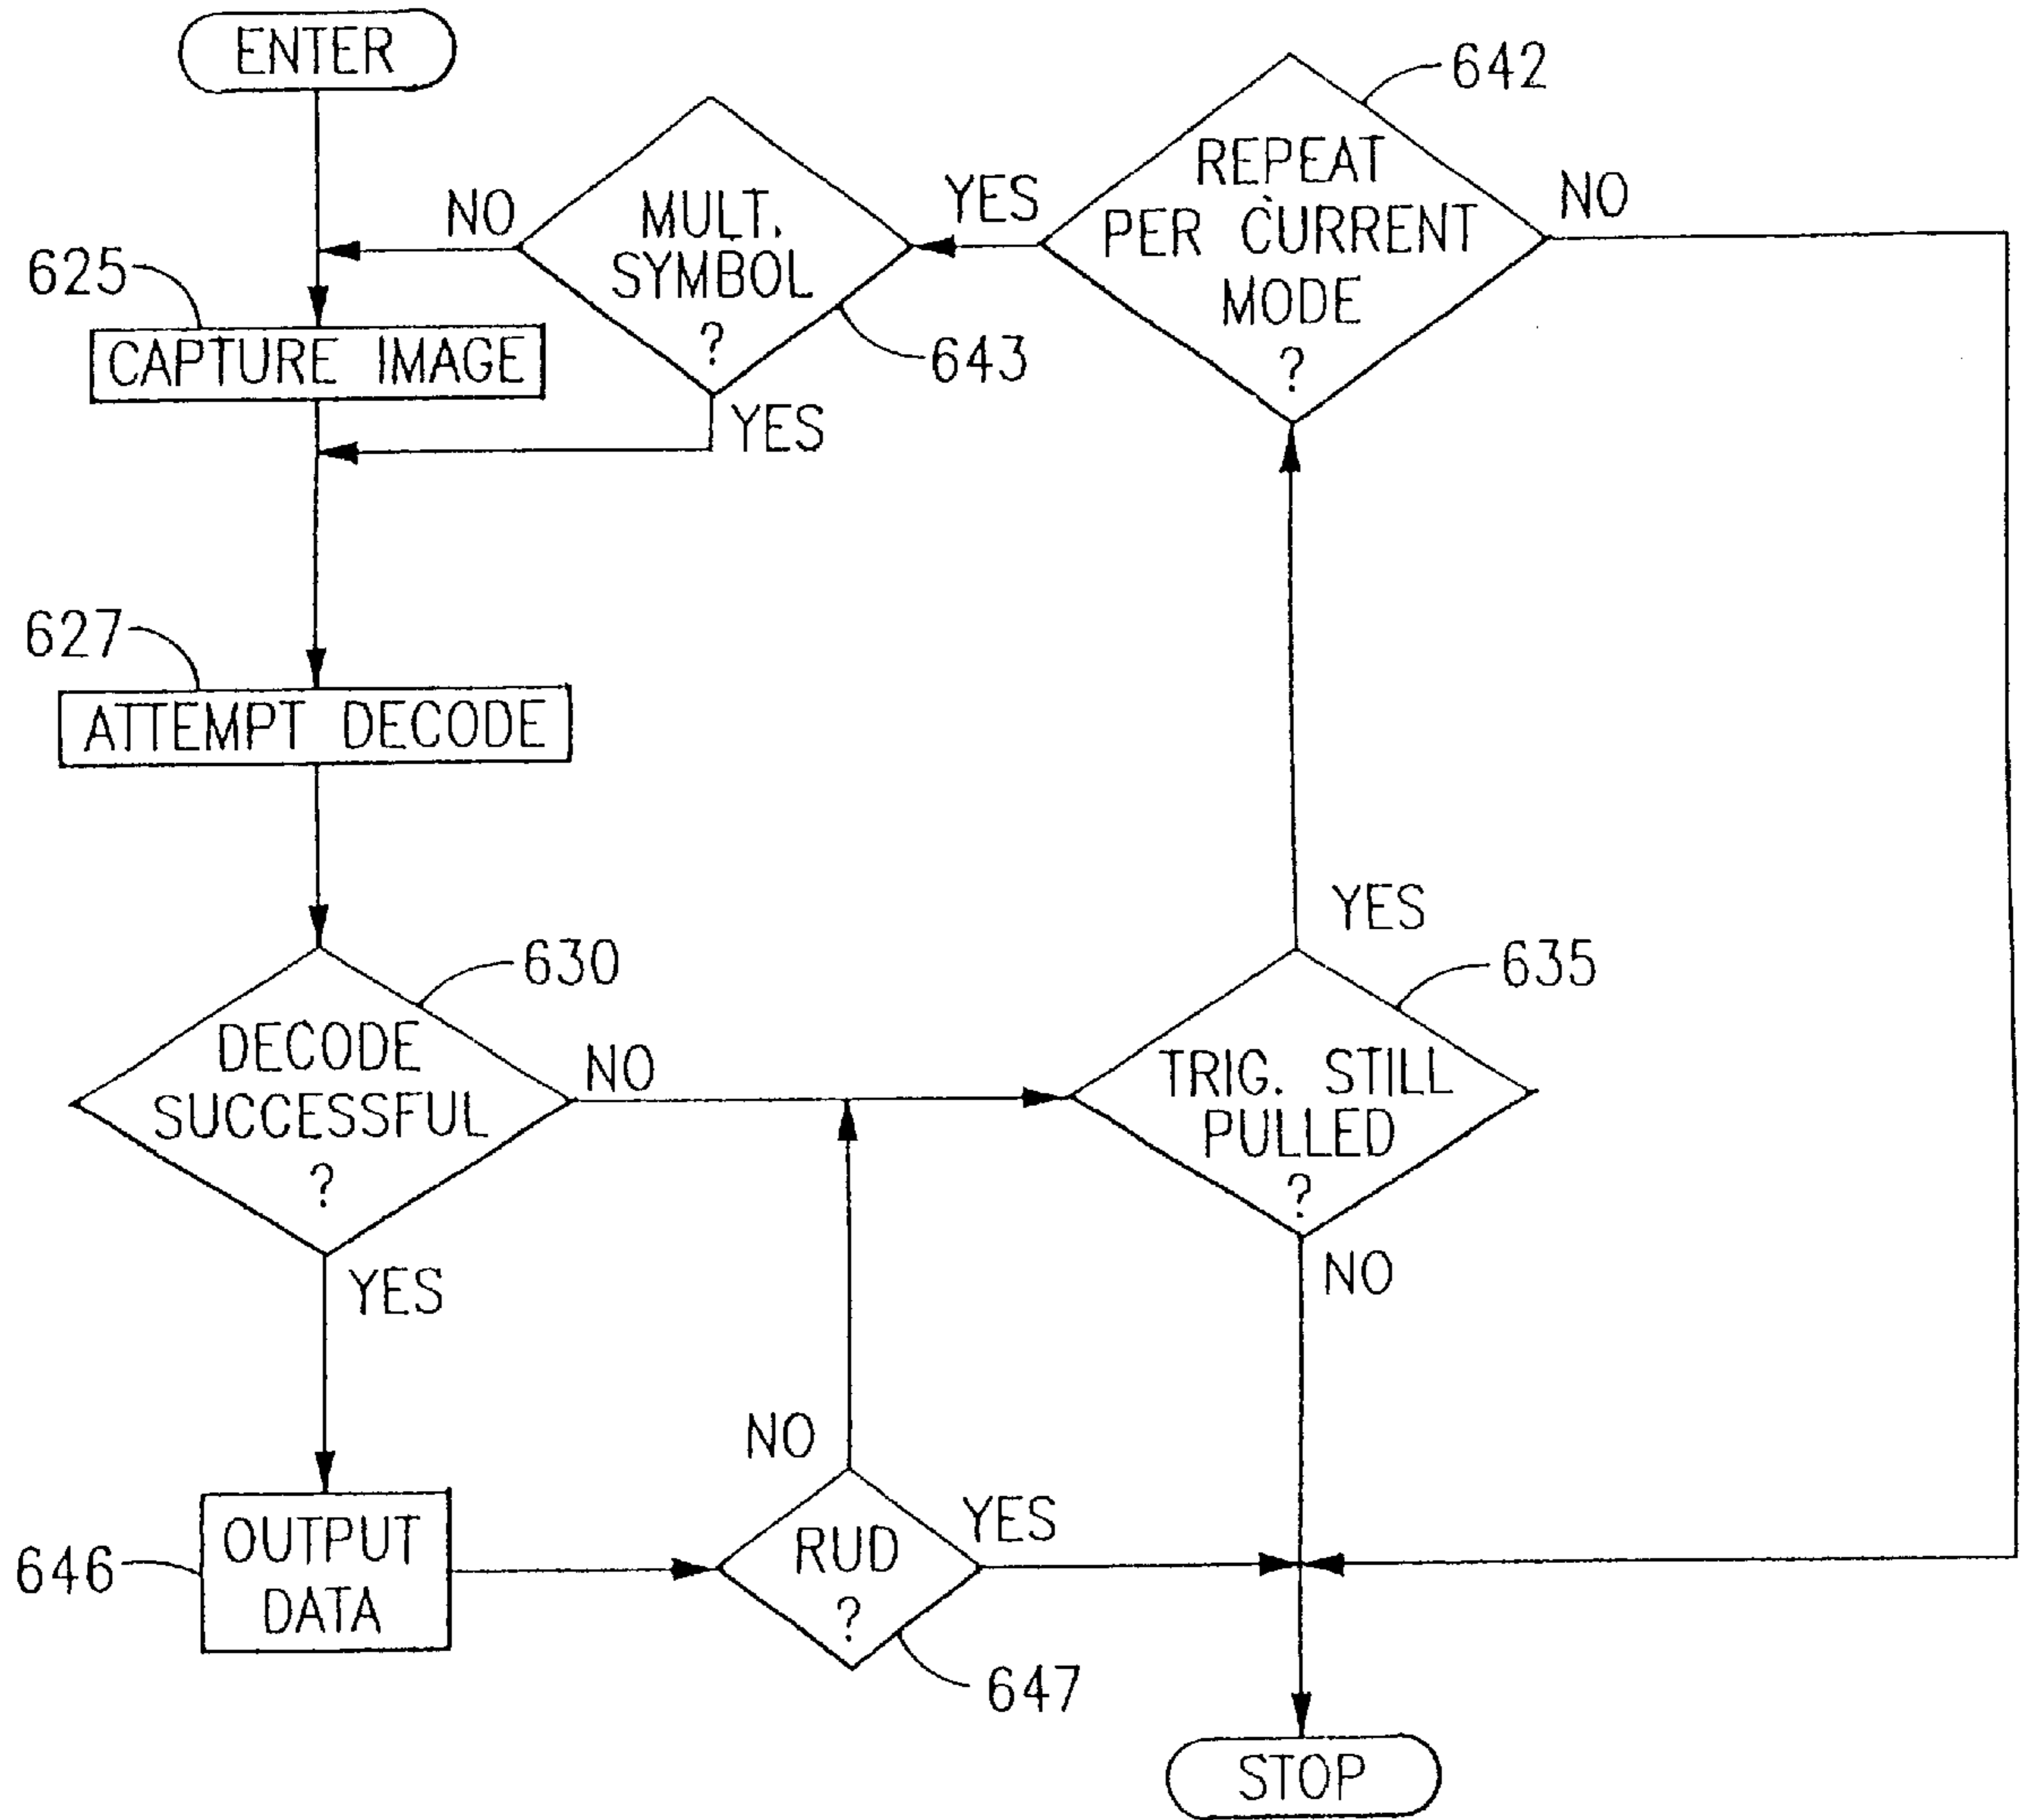 ENTER
642
REPEAT
PER CURRENT
MODE
?
NO
YES
MULT.
SYMBOL
?
NO
643
YES
625
CAPTURE IMAGE
627
ATTEMPT DECODE
630
DECODE
SUCCESSFUL
?
NO
YES
YES
635
TRIG. STILL
PULLED
?
NO
646
OUTPUT
DATA
NO
RUD
?
YES
647
STOP